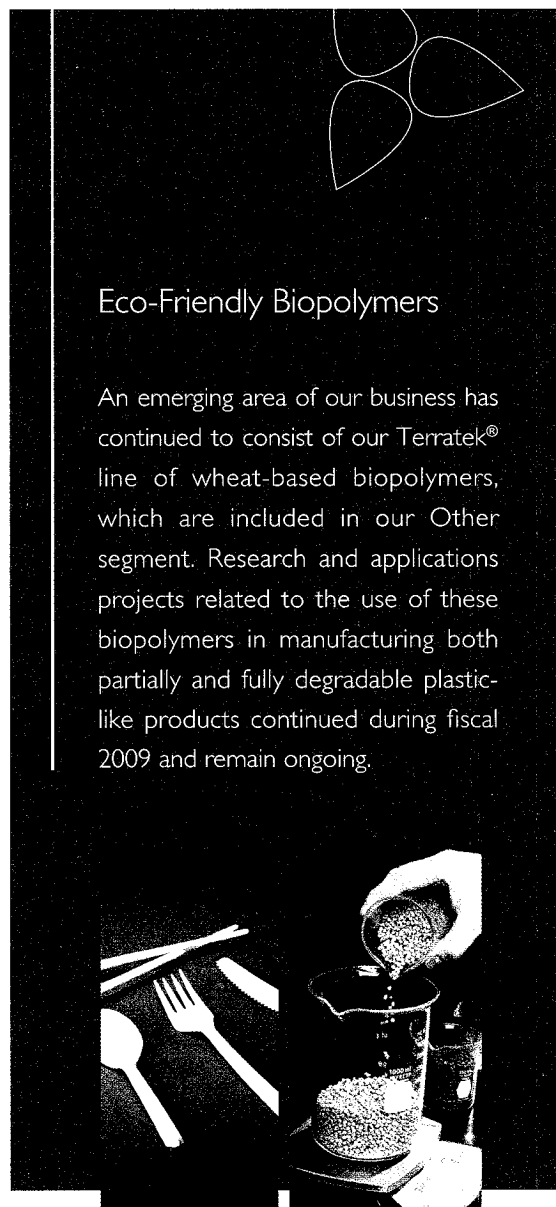 Eco-Friendly Biopolymers
An emerging area of our business has
continued to consist of our Terratek®
line of wheat-based biopolymers,
which are included in our Other
segment. Research and applications
projects related to the use of these
biopolymers in manufacturing both
partially and fully degradable plastic-
like products continued during fiscal
2009 and remain ongoing.